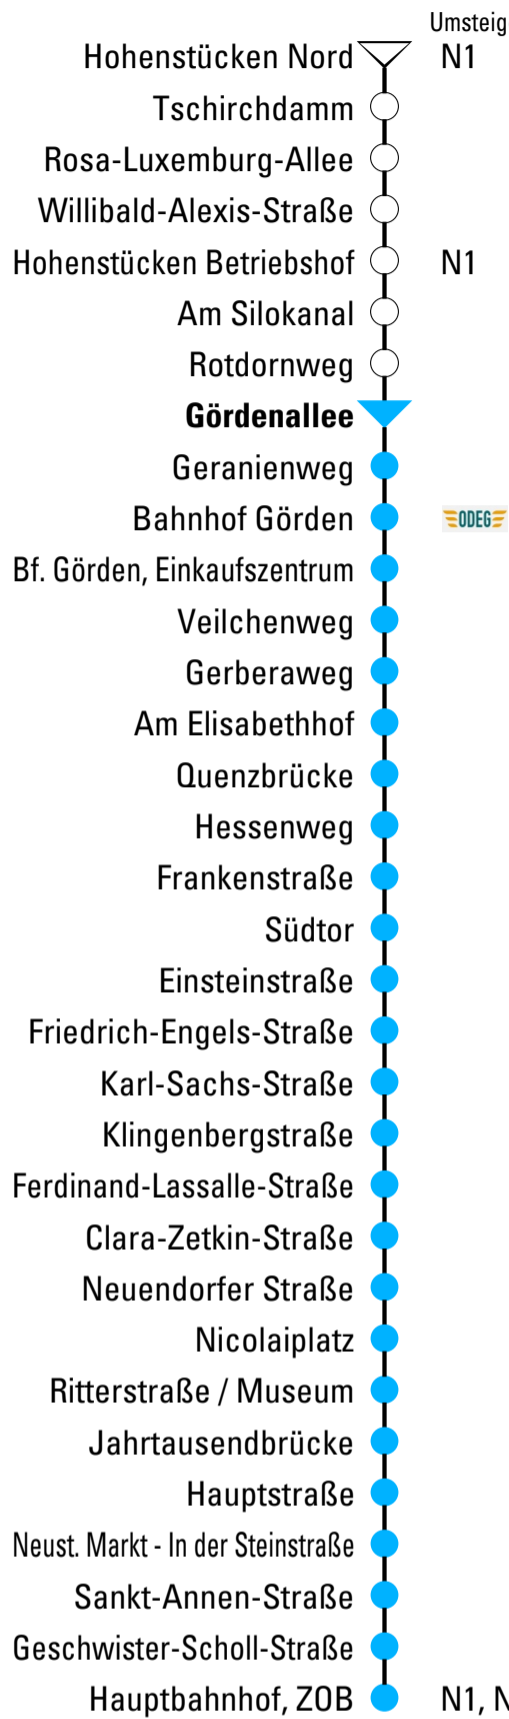 Umsteig
Hohenstücken Nord N1
Tschirchdamm
Rosa-Luxemburg-Allee
Willibald-Alexis-Straße
Hohenstücken Betriebshof N1
Am Silokanal
Rotdornweg
Gördenallee
Geranienweg
Bahnhof Görden ODEG
Bf. Görden, Einkaufszentrum
Veilchenweg
Gerberaweg
Am Elisabethhof
Quenzbrücke
Hessenweg
Frankenstraße
Südtor
Einsteinstraße
Friedrich-Engels-Straße
Karl-Sachs-Straße
Klingenbergstraße
Ferdinand-Lassalle-Straße
Clara-Zetkin-Straße
Neuendorfer Straße
Nicolaiplatz
Ritterstraße / Museum
Jahrtausendbrücke
Hauptstraße
Neust. Markt - In der Steinstraße
Sankt-Annen-Straße
Geschwister-Scholl-Straße
Hauptbahnhof, ZOB N1, N